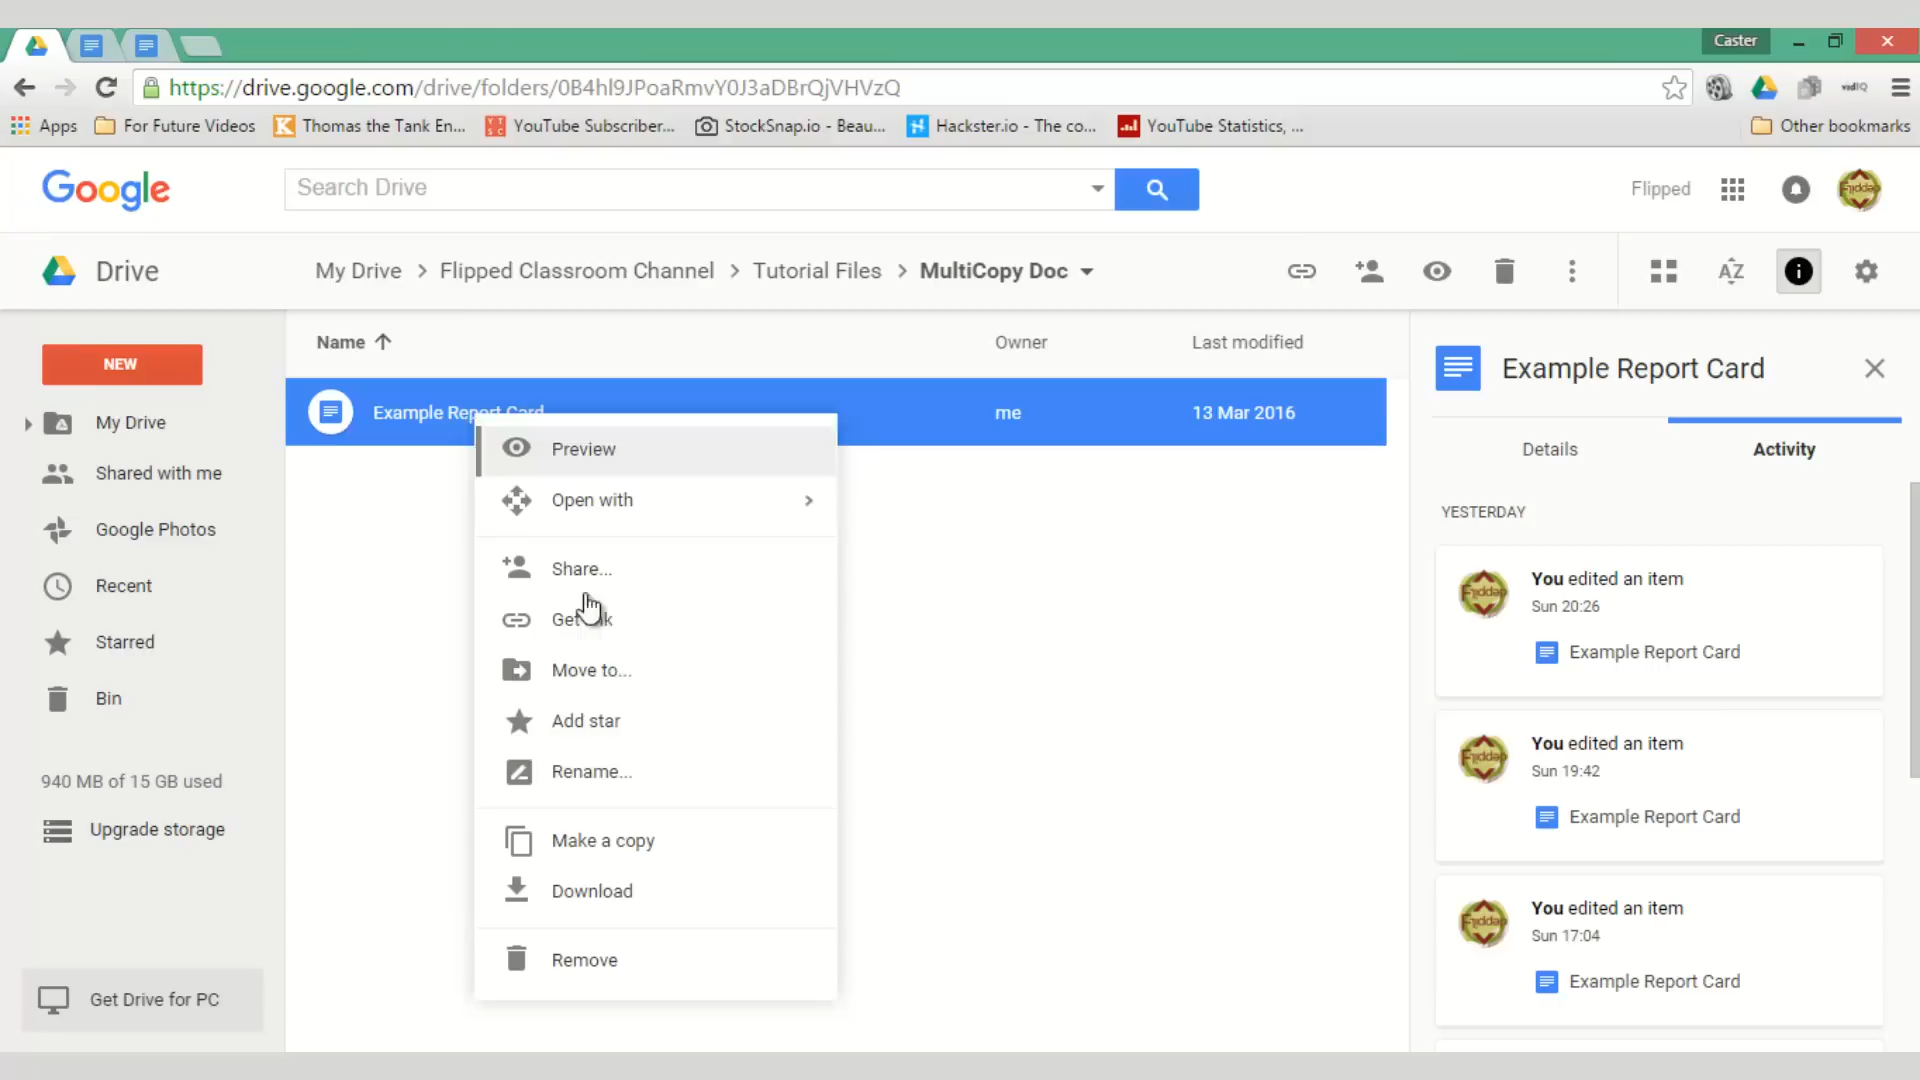 Caster
https://drive.google.com/drive/folders/0B4hl9JPoaRmvY0J3aDBrQjVHVzQ
vidIQ
Apps For Future Videos Thomas the Tank En... YouTube Subscriber... StockSnap.io - Beau... Hackster.io - The co... YouTube Statistics, ... Other bookmarks
Google Search Drive Flipped
Drive My Drive > Flipped Classroom Channel > Tutorial Files > MultiCopy Doc
NEW
My Drive
Shared with me
Google Photos
Recent
Starred
Bin
940 MB of 15 GB used
Upgrade storage
Get Drive for PC
Name Owner Last modified
Example Report Card me 13 Mar 2016
Preview
Open with
Share...
Get link
Move to...
Add star
Rename...
Make a copy
Download
Remove
Example Report Card
Details Activity
YESTERDAY
You edited an item
Sun 20:26
Example Report Card
You edited an item
Sun 19:42
Example Report Card
You edited an item
Sun 17:04
Example Report Card